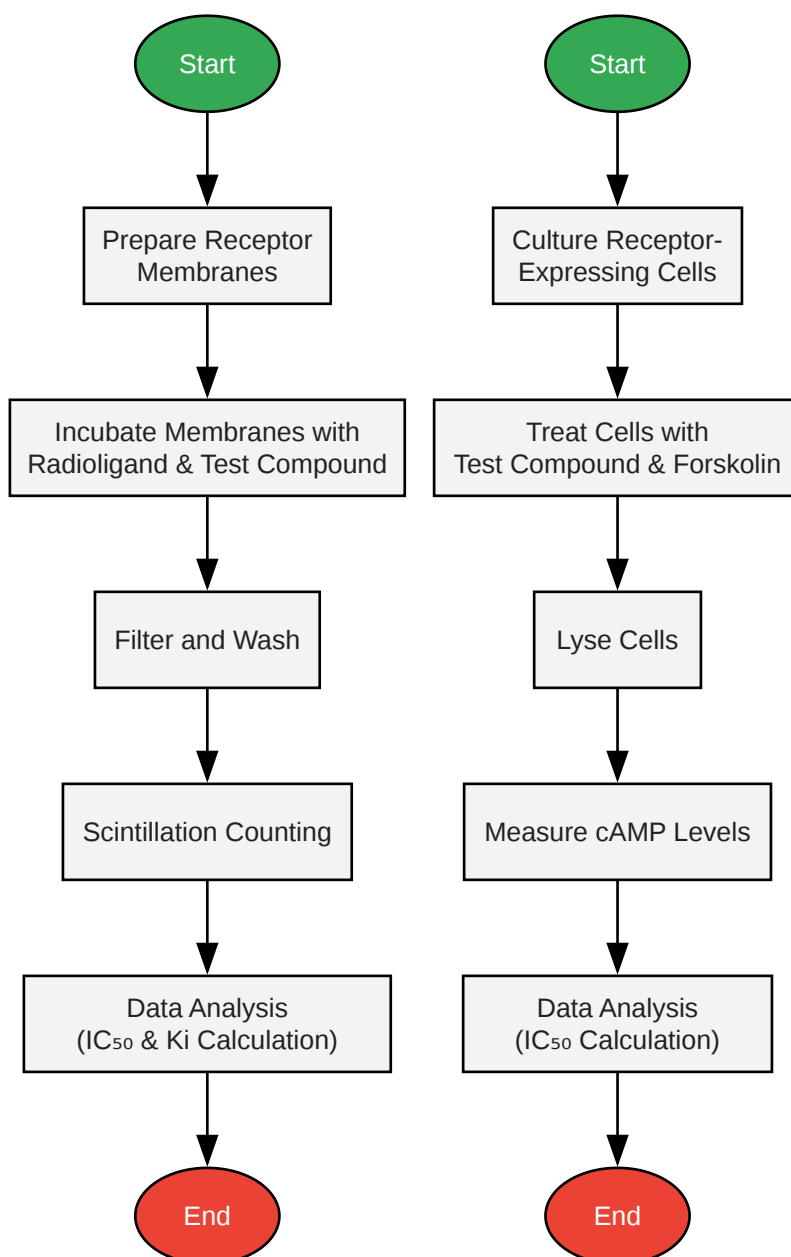 Start
Prepare Receptor
Membranes
Incubate Membranes with
Radioligand & Test Compound
Filter and Wash
Scintillation Counting
Data Analysis
(IC₅₀ & Ki Calculation)
End
Start
Culture Receptor-
Expressing Cells
Treat Cells with
Test Compound & Forskolin
Lyse Cells
Measure cAMP Levels
Data Analysis
(IC₅₀ Calculation)
End